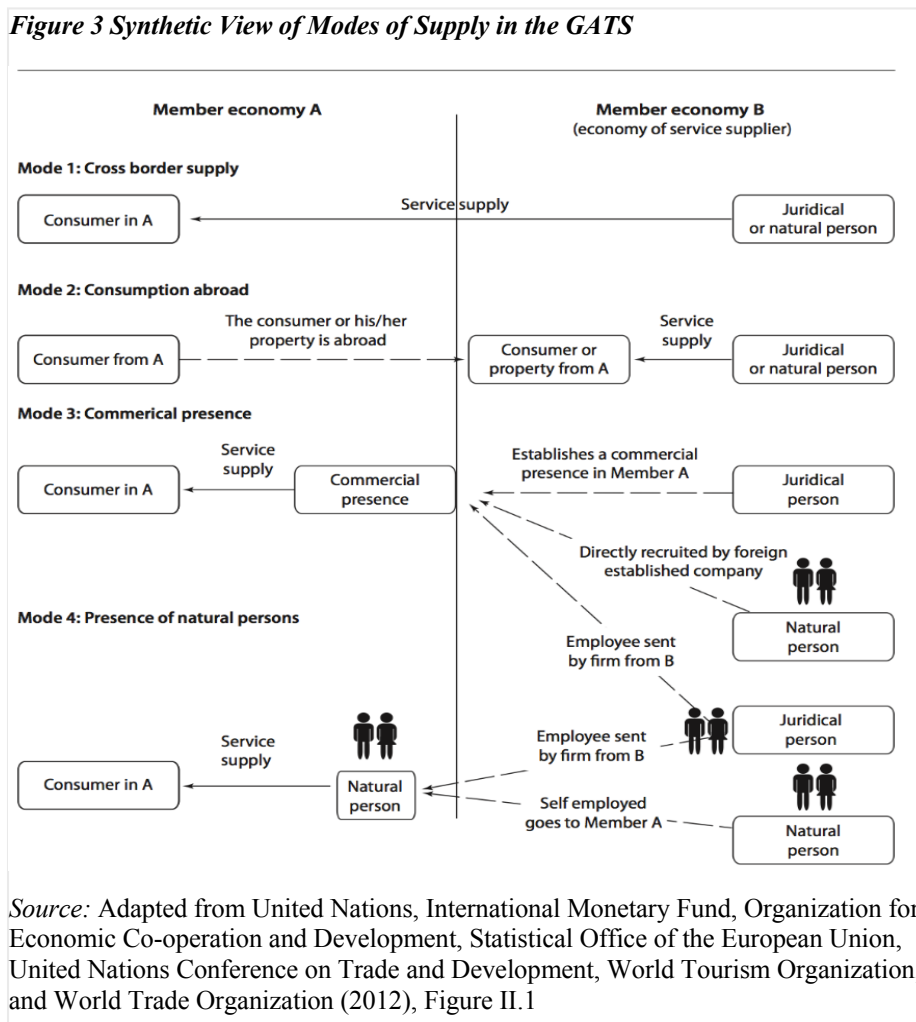 Figure 3 Synthetic View of Modes of Supply in the GATS
Member economy A
Member economy B
(economy of service supplier)
Mode 1: Cross border supply
Consumer in A
Service supply
Juridical
or natural person
Mode 2: Consumption abroad
Consumer from A
The consumer or his/her
property is abroad
Consumer or
property from A
Service
supply
Juridical
or natural person
Mode 3: Commerical presence
Consumer in A
Service
supply
Commercial
presence
Establishes a commercial
presence in Member A
Juridical
person
Directly recruited by foreign
established company
Natural
person
Mode 4: Presence of natural persons
Employee sent
by firm from B
Juridical
person
Consumer in A
Service
supply
Natural
person
Employee sent
by firm from B
Self employed
goes to Member A
Natural
person
Source: Adapted from United Nations, International Monetary Fund, Organization for
Economic Co-operation and Development, Statistical Office of the European Union,
United Nations Conference on Trade and Development, World Tourism Organization
and World Trade Organization (2012), Figure II.1